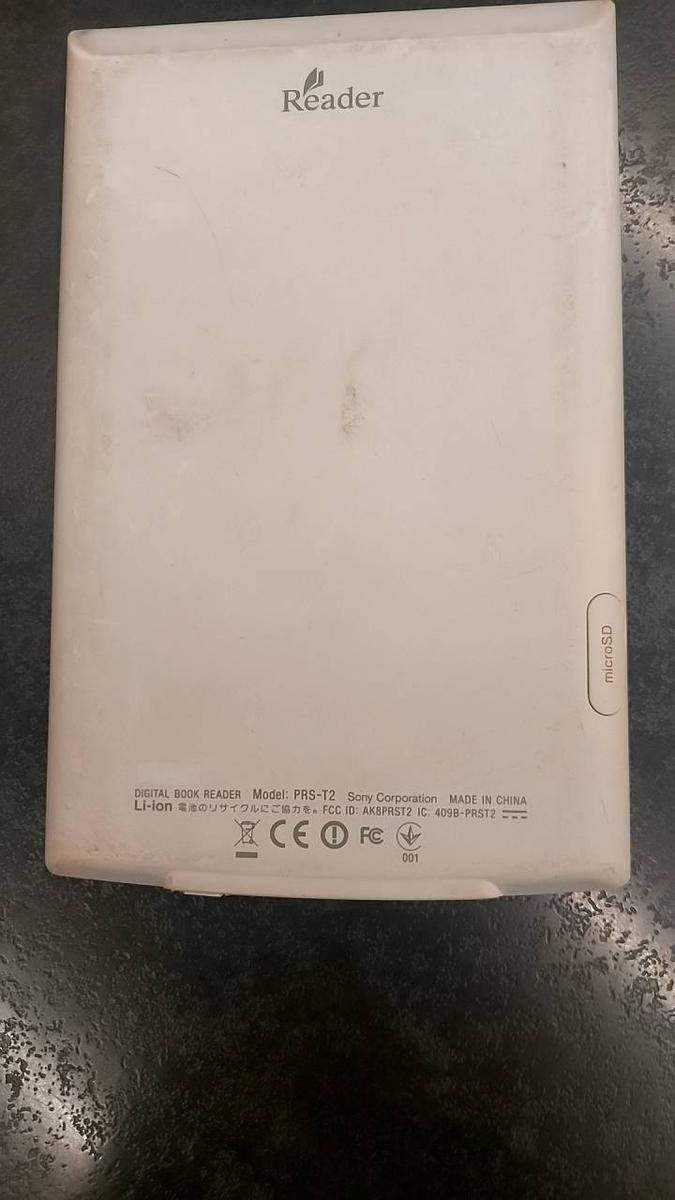 Reader
microSD
DIGITAL BOOK READER Model: PRS-T2 Sony Corporation MADE IN CHINA
Li-ion 電池のリサイクルにご協力を。 FCC ID: AK8PRST2 IC: 409B-PRST2
CE FC
001